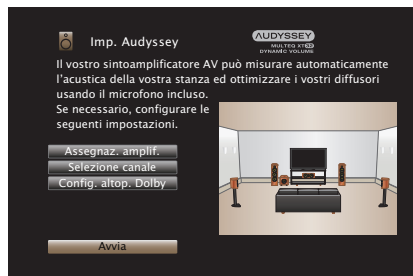 Imp. Audyssey
AUDYSSEY
MULTEQ XT32
DYNAMIC VOLUME
Il vostro sintoamplificatore AV può misurare automaticamente
l'acustica della vostra stanza ed ottimizzare i vostri diffusori
usando il microfono incluso.
Se necessario, configurare le
seguenti impostazioni.
Assegnaz. amplif.
Selezione canale
Config. altop. Dolby
Avvia